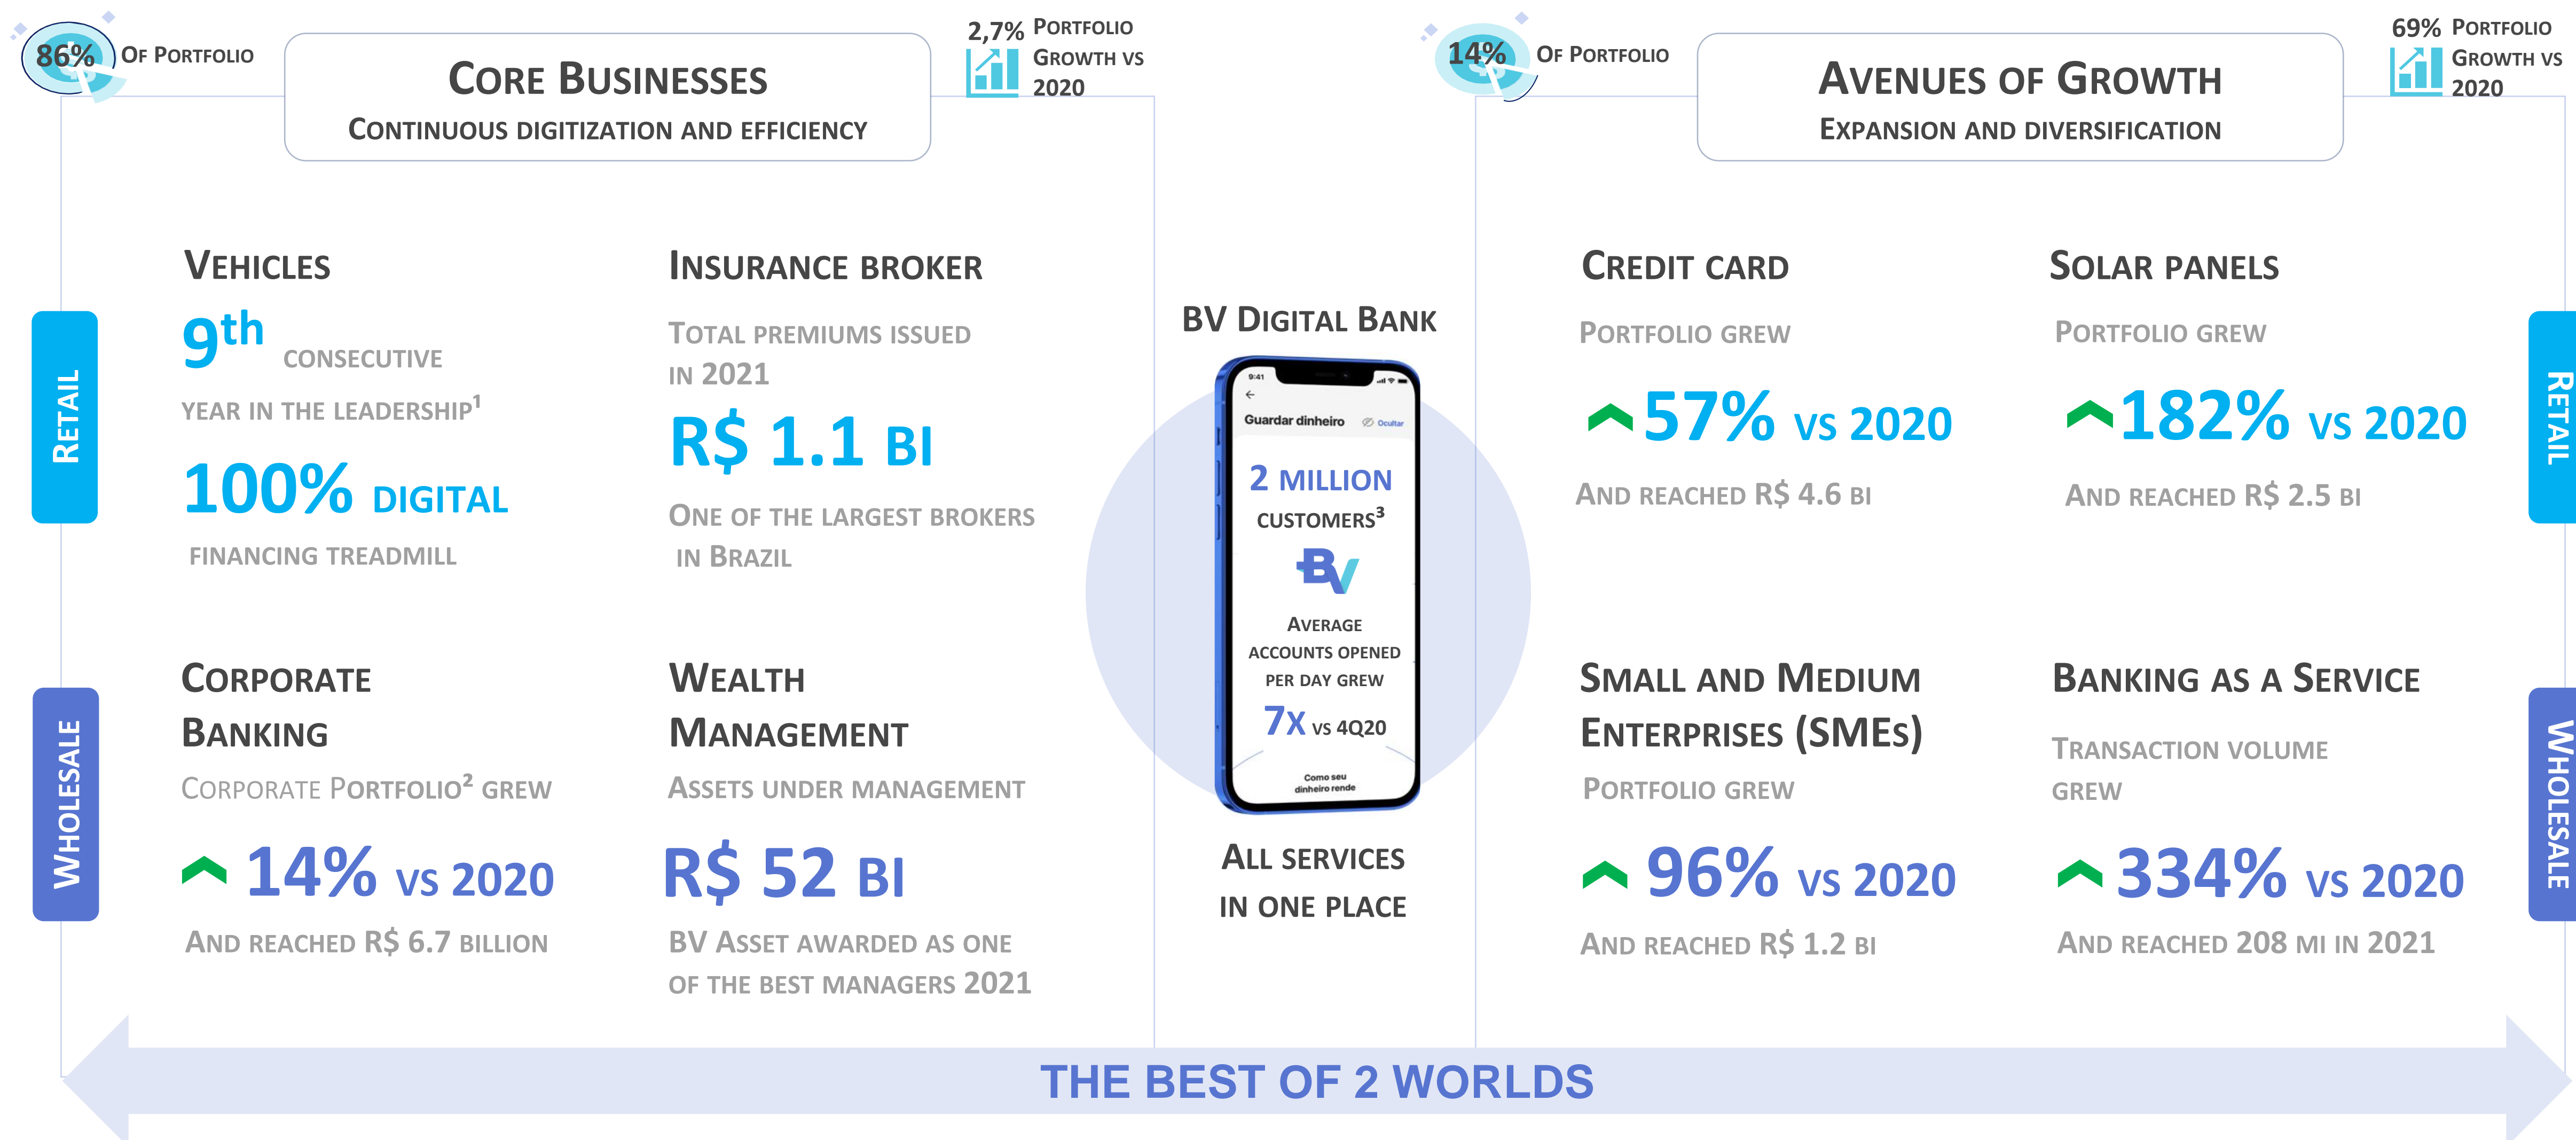 86% Of Portfolio
Core Businesses
Continuous digitization and efficiency
2,7% Portfolio
Growth vs
2020
14% Of Portfolio
Avenues of Growth
Expansion and diversification
69% Portfolio
Growth vs
2020
Retail
Vehicles
9th consecutive
year in the leadership¹
100% digital
financing treadmill
Insurance broker
Total premiums issued
in 2021
R$ 1.1 bi
One of the largest brokers
in Brazil
Wholesale
Corporate
Banking
Corporate Portfolio² grew
14% vs 2020
And reached R$ 6.7 billion
Wealth
Management
Assets under management
R$ 52 bi
BV Asset awarded as one
of the best managers 2021
BV Digital Bank
9:41
Guardar dinheiro Ocultar
2 million
customers³
BV
Average
accounts opened
per day grew
7x vs 4Q20
Como seu
dinheiro rende
All services
in one place
Credit card
Portfolio grew
57% vs 2020
And reached R$ 4.6 bi
Solar panels
Portfolio grew
182% vs 2020
And reached R$ 2.5 bi
Retail
Small and Medium
Enterprises (SMEs)
Portfolio grew
96% vs 2020
And reached R$ 1.2 bi
Banking as a Service
Transaction volume
grew
334% vs 2020
And reached 208 mi in 2021
Wholesale
THE BEST OF 2 WORLDS